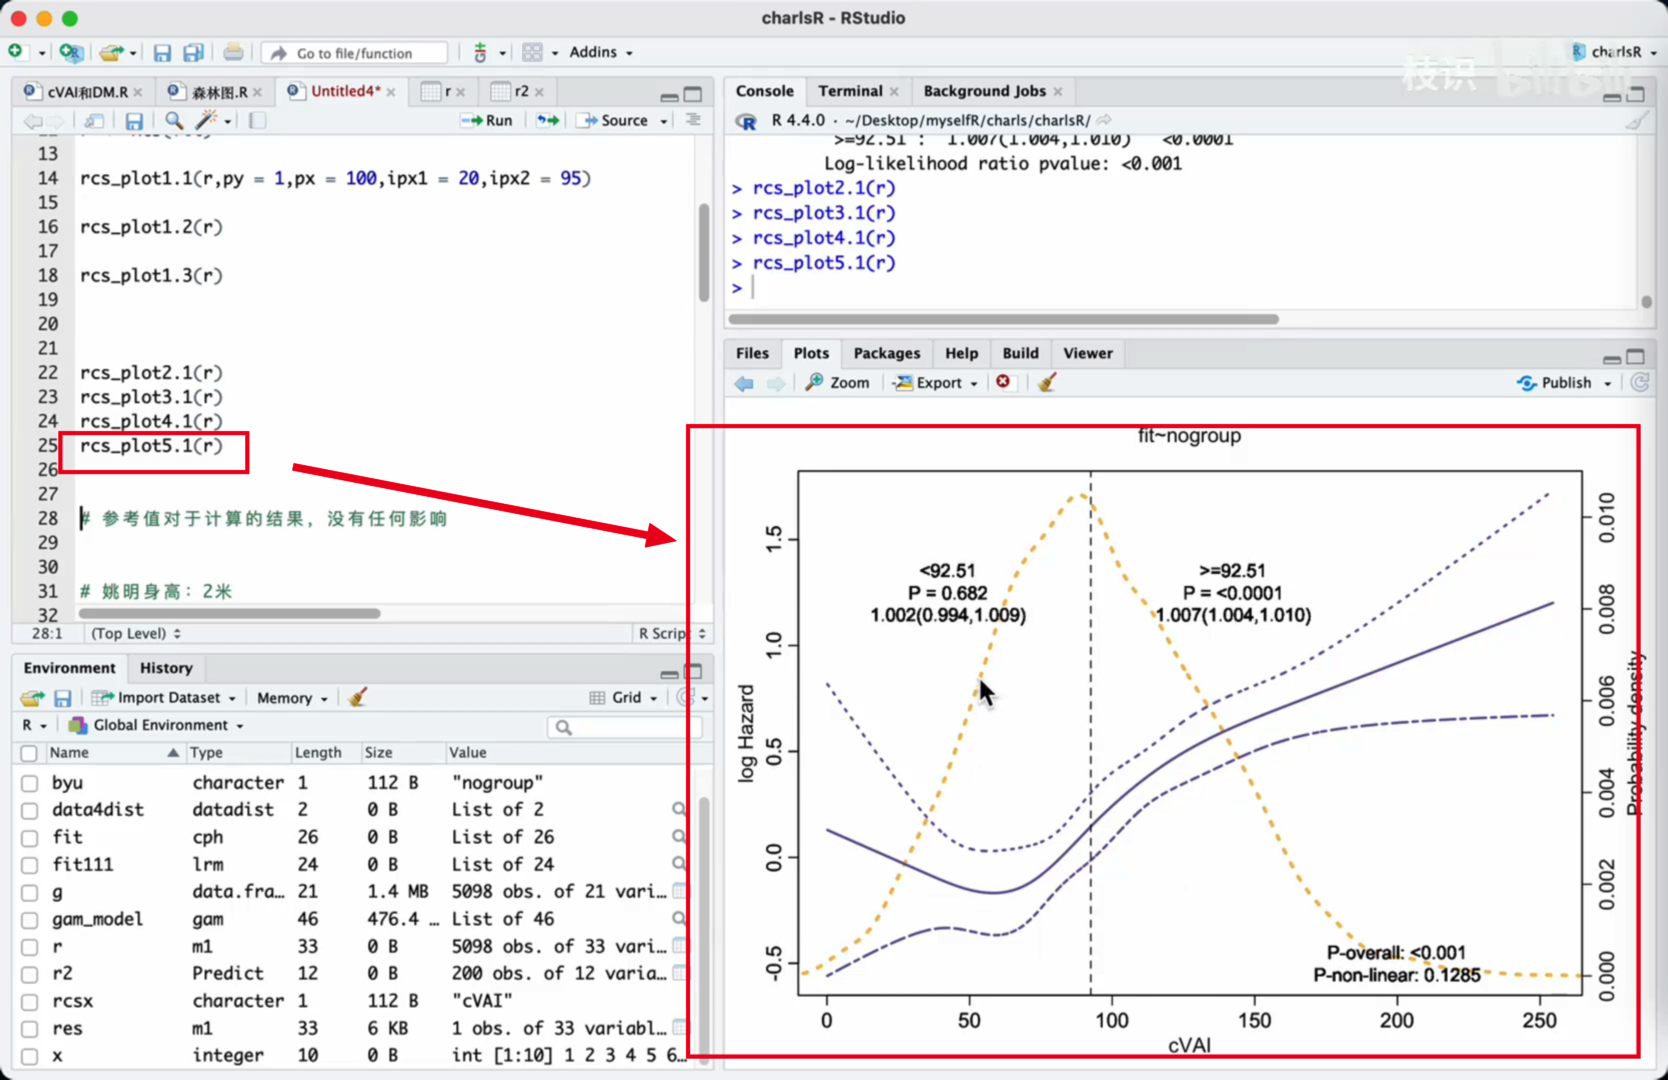 charlsR - RStudio
Go to file/function
Addins
charlsR
枝识 bilibili
cVAI和DM.R
森林图.R
Untitled4*
r
r2
Run
Source
13
14 rcs_plot1.1(r,py = 1,px = 100,ipx1 = 20,ipx2 = 95)
15
16 rcs_plot1.2(r)
17
18 rcs_plot1.3(r)
19
20
21
22 rcs_plot2.1(r)
23 rcs_plot3.1(r)
24 rcs_plot4.1(r)
25 rcs_plot5.1(r)
26
27
28 # 参考值对于计算的结果，没有任何影响
29
30
31 # 姚明身高：2米
32
28:1 (Top Level) R Script
Console Terminal Background Jobs
R 4.4.0 · ~/Desktop/myselfR/charls/charlsR/
>=92.51 : 1.007(1.004,1.010) <0.0001
Log-likelihood ratio pvalue: <0.001
> rcs_plot2.1(r)
> rcs_plot3.1(r)
> rcs_plot4.1(r)
> rcs_plot5.1(r)
>
Environment History
Import Dataset Memory Grid
R Global Environment
Name Type Length Size Value
byu character 1 112 B "nogroup"
data4dist datadist 2 0 B List of 2
fit cph 26 0 B List of 26
fit111 lrm 24 0 B List of 24
g data.fra… 21 1.4 MB 5098 obs. of 21 vari…
gam_model gam 46 476.4 … List of 46
r m1 33 0 B 5098 obs. of 33 vari…
r2 Predict 12 0 B 200 obs. of 12 varia…
rcsx character 1 112 B "cVAI"
res m1 33 6 KB 1 obs. of 33 variabl…
x integer 10 0 B int [1:10] 1 2 3 4 5 6…
Files Plots Packages Help Build Viewer
Zoom Export Publish
fit~nogroup
<92.51
P = 0.682
1.002(0.994,1.009)
>=92.51
P = <0.0001
1.007(1.004,1.010)
P-overall: <0.001
P-non-linear: 0.1285
log Hazard
1.5
1.0
0.5
0.0
-0.5
Probability density
0.010
0.008
0.006
0.004
0.002
0.000
0 50 100 150 200 250
cVAI